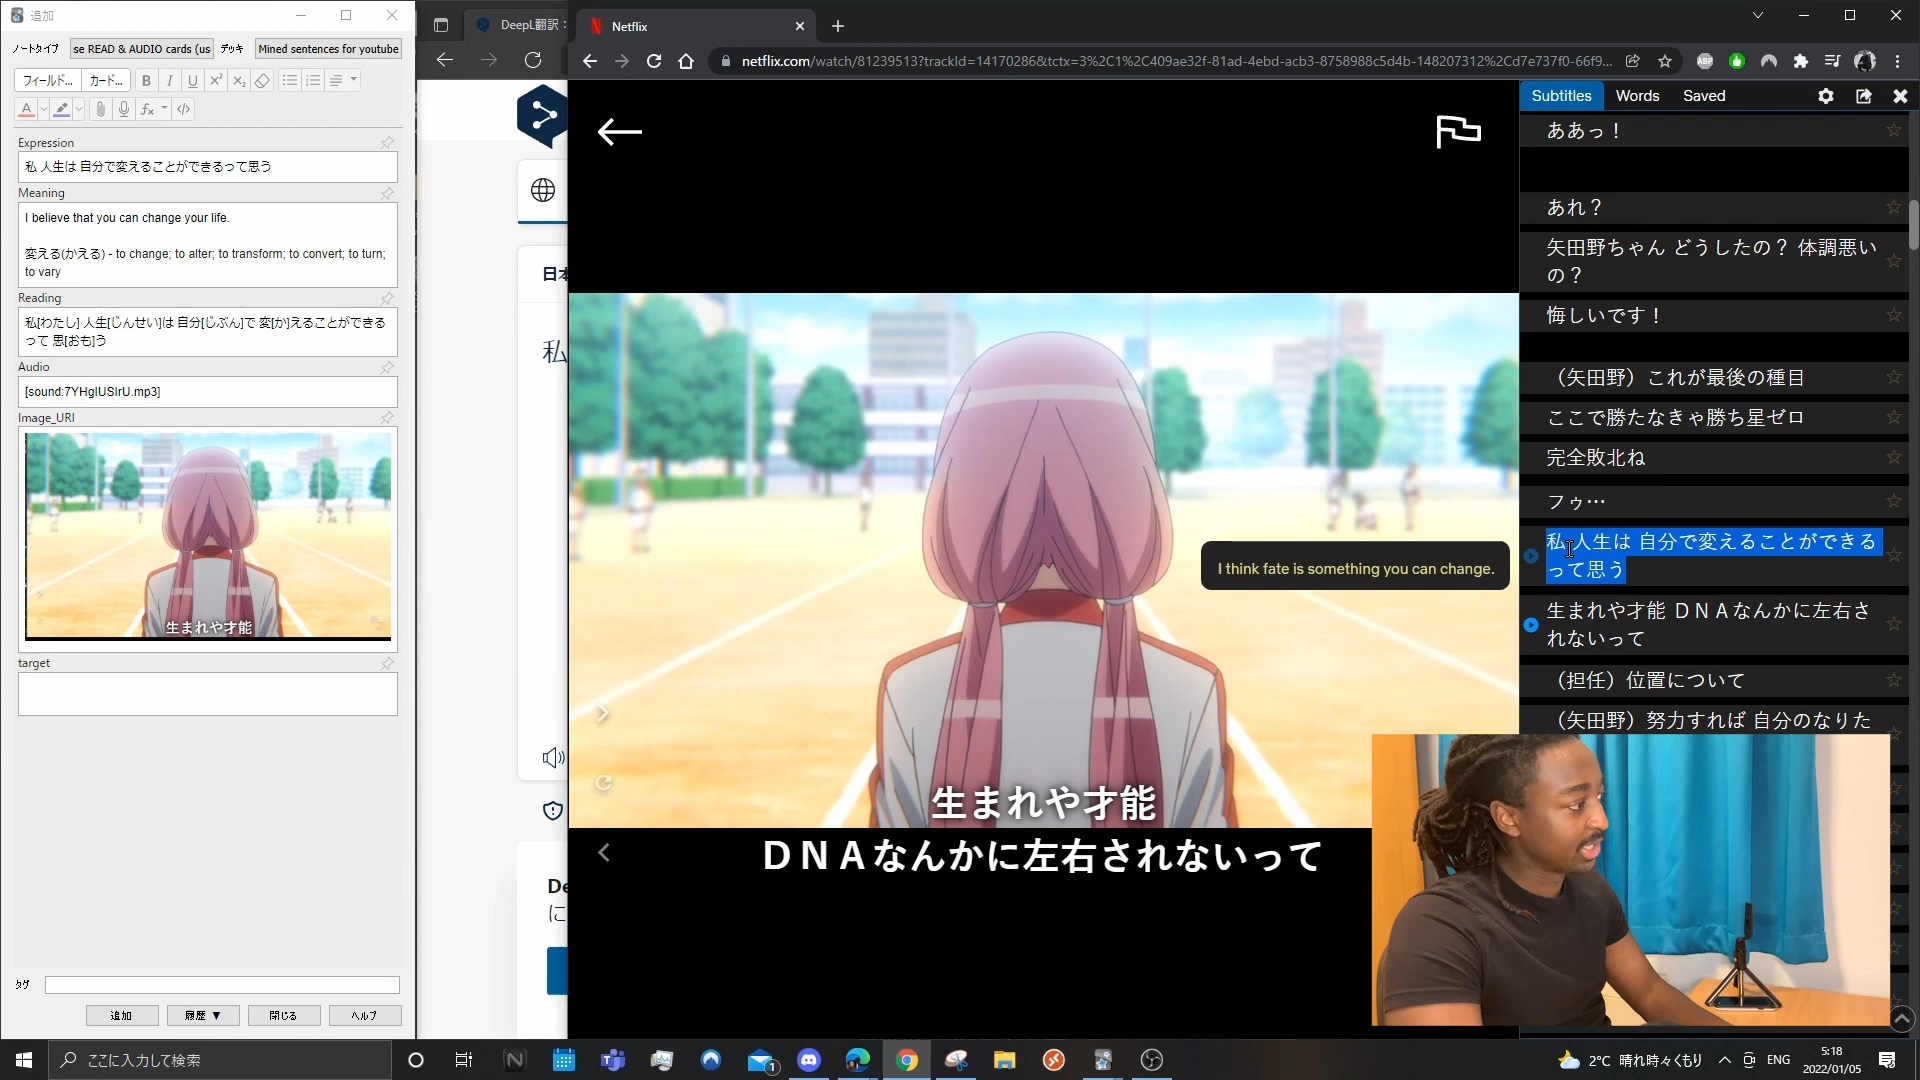 追加
ノートタイプ
se READ & AUDIO cards (us
デッキ
Mined sentences for youtube
フィールド...
カード...
Expression
私 人生は 自分で変えることができるって思う
Meaning
I believe that you can change your life.
変える(かえる) - to change; to alter; to transform; to convert; to turn;
to vary
Reading
私[わたし] 人生[じんせい]は 自分[じぶん]で 変[か]えることができる
って 思[おも]う
Audio
Image_URI
生まれや才能
target
タグ
追加
履歴 ▼
閉じる
ヘルプ
DeepL翻訳 :
日本
私
De
に
Netflix
netflix.com/watch/81239513?trackId=14170286&tctx=3%2C1%2C409ae32f-81ad-4ebd-acb3-8758988c5d4b-148207312%2Cd7e737f0-66f9...
I think fate is something you can change.
生まれや才能
ＤＮＡなんかに左右されないって
Subtitles
Words
Saved
ああっ！
あれ？
矢田野ちゃん どうしたの？ 体調悪い
の？
悔しいです！
（矢田野）これが最後の種目
ここで勝たなきゃ勝ち星ゼロ
完全敗北ね
フゥ…
私 人生は 自分で変えることができる
って思う
生まれや才能 ＤＮＡなんかに左右さ
れないって
（担任）位置について
（矢田野）努力すれば 自分のなりた
ここに入力して検索
2°C 晴れ時々くもり
ENG
5:18
2022/01/05